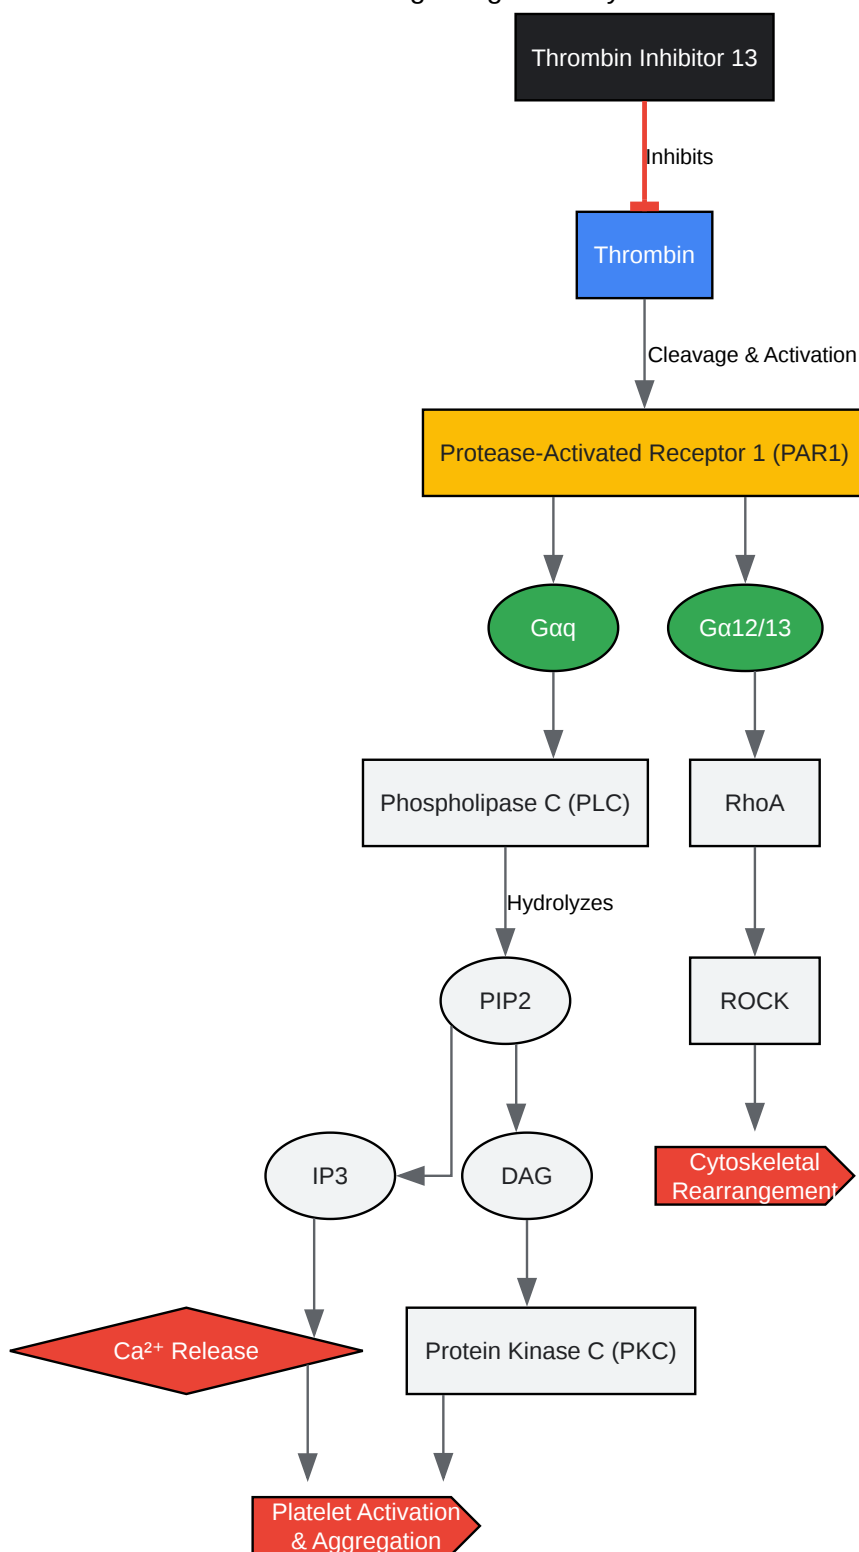 Thrombin Inhibitor 13
Inhibits
Thrombin
Cleavage & Activation
Protease-Activated Receptor 1 (PAR1)
Gαq
Gα12/13
Phospholipase C (PLC)
RhoA
Hydrolyzes
PIP2
ROCK
IP3
DAG
Cytoskeletal
Rearrangement
Ca²⁺ Release
Protein Kinase C (PKC)
Platelet Activation
& Aggregation